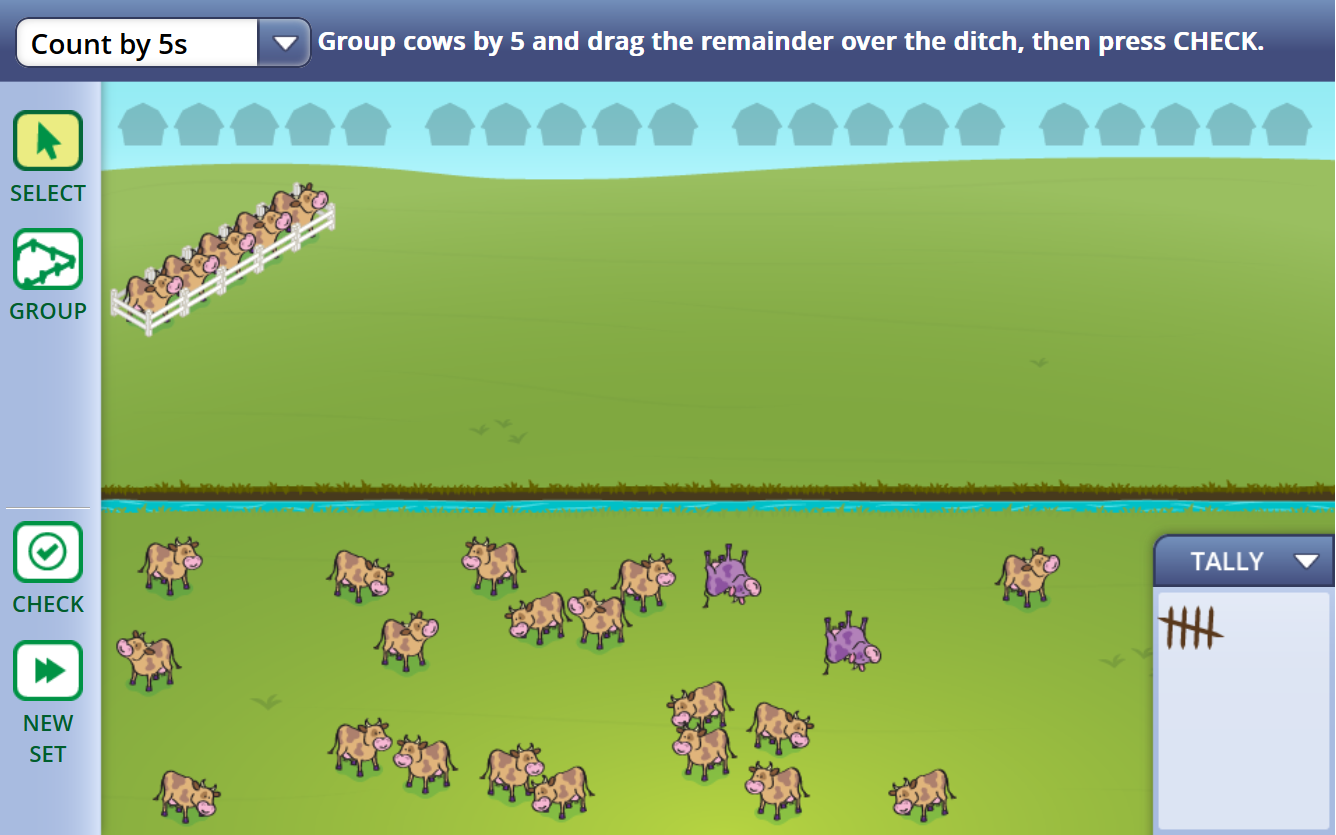 Count by 5s
Group cows by 5 and drag the remainder over the ditch, then press CHECK.
SELECT
GROUP
CHECK
NEW
SET
TALLY